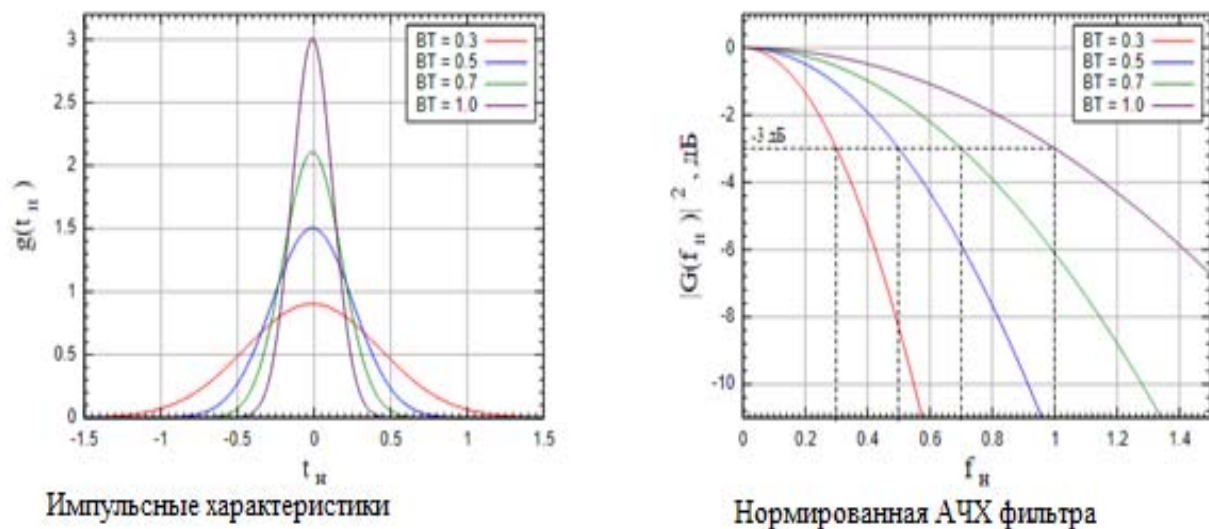 3
2.5
2
1.5
1
0.5
0
g(t н)
BT = 0.3
BT = 0.5
BT = 0.7
BT = 1.0
-1.5
-1
-0.5
0
0.5
1
1.5
t н
Импульсные характеристики
0
-2
-4
-6
-8
-10
|G(f н)| 2 , дБ
BT = 0.3
BT = 0.5
BT = 0.7
BT = 1.0
-3 дБ
0
0.2
0.4
0.6
0.8
1
1.2
1.4
f н
Нормированная АЧХ фильтра